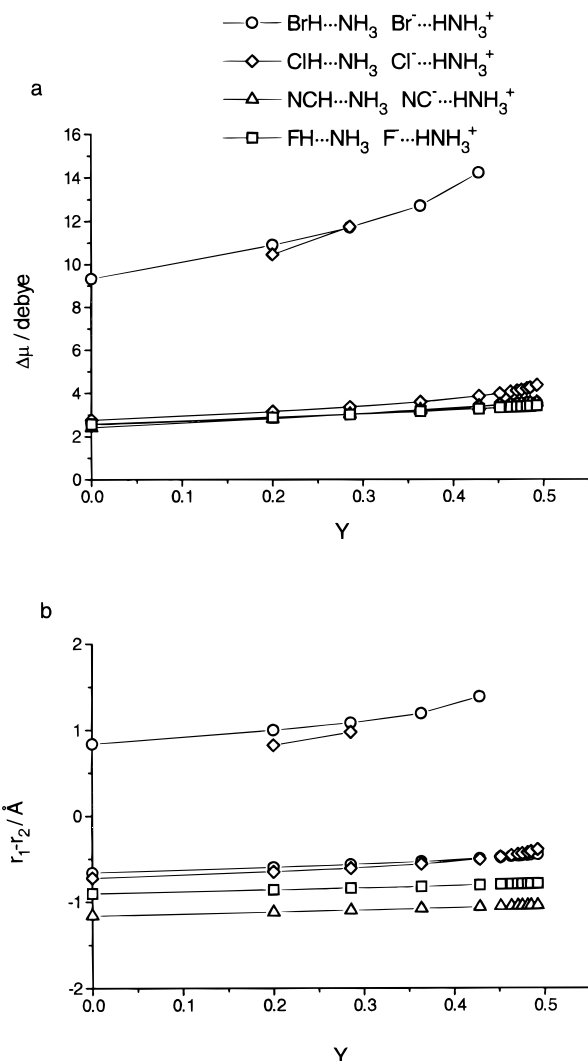 BrH···NH₃ Br⁻···HNH₃⁺
ClH···NH₃ Cl⁻···HNH₃⁺
NCH···NH₃ NC⁻···HNH₃⁺
FH···NH₃ F···HNH₃⁺
a
16
14
12
10
8
6
4
2
0
Δμ / debye
0.0 0.1 0.2 0.3 0.4 0.5
Y
b
2
1
0
-1
-2
r₁-r₂ / Å
0.0 0.1 0.2 0.3 0.4 0.5
Y